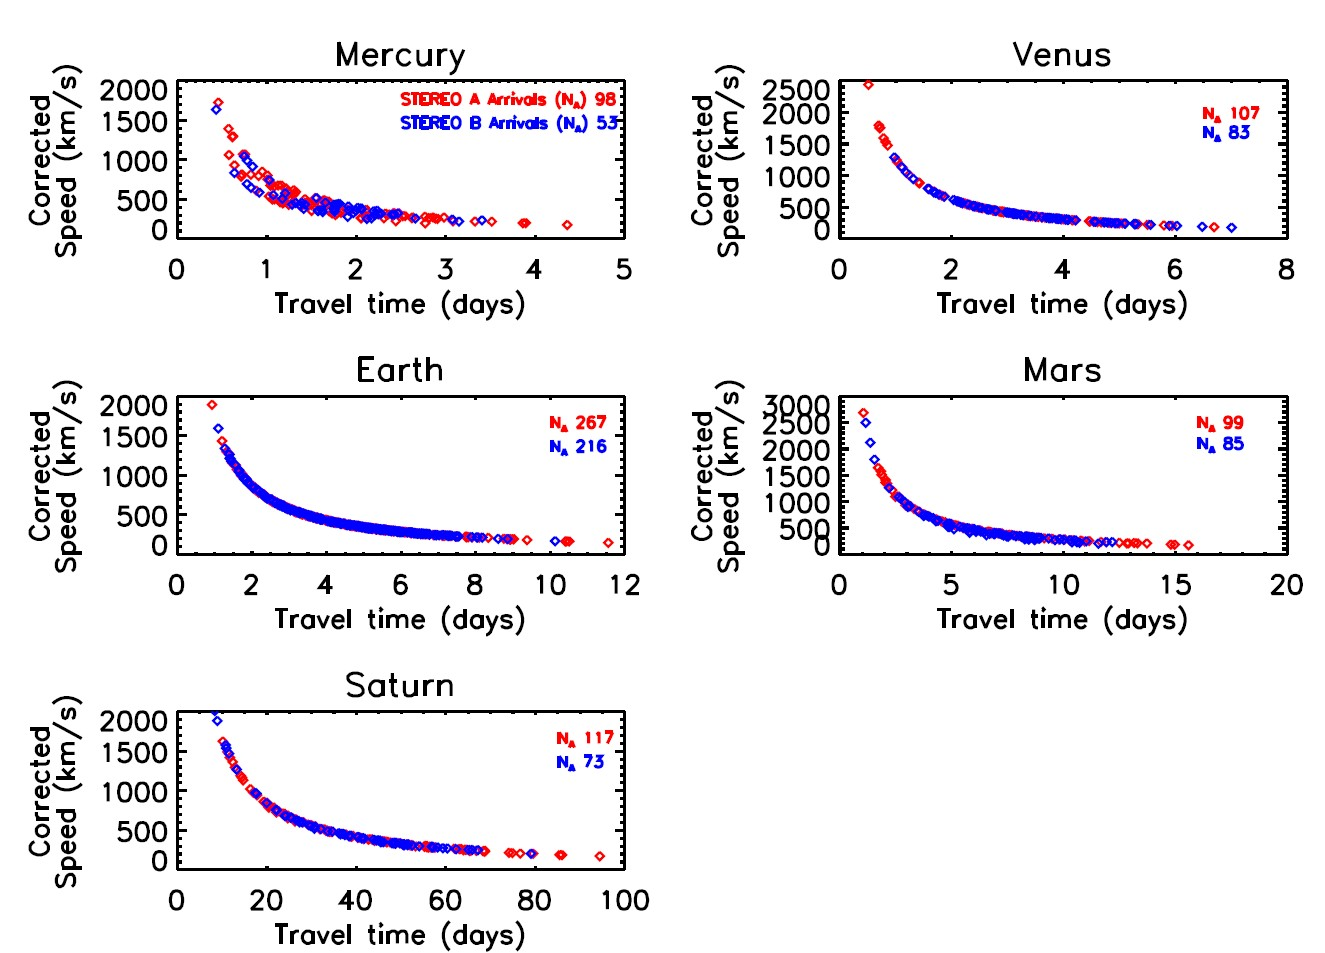 Mercury
Corrected
Speed (km/s)
2000
1500
1000
500
0
STEREO A Arrivals (NA) 98
STEREO B Arrivals (NA) 53
0 1 2 3 4 5
Travel time (days)
Venus
Corrected
Speed (km/s)
2500
2000
1500
1000
500
0
NA 107
NA 83
0 2 4 6 8
Travel time (days)
Earth
Corrected
Speed (km/s)
2000
1500
1000
500
0
NA 267
NA 216
0 2 4 6 8 10 12
Travel time (days)
Mars
Corrected
Speed (km/s)
3000
2500
2000
1500
1000
500
0
NA 99
NA 85
0 5 10 15 20
Travel time (days)
Saturn
Corrected
Speed (km/s)
2000
1500
1000
500
0
NA 117
NA 73
0 20 40 60 80 100
Travel time (days)